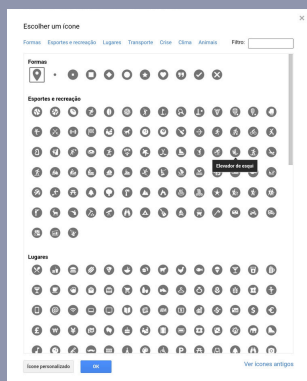 Escolher um ícone
Formas Esportes e recreação Lugares Transporte Crise Clima Animais Filtro:
Formas
Esportes e recreação
Elevador de esqui
Lugares
Ícone personalizado OK Ver ícones antigos